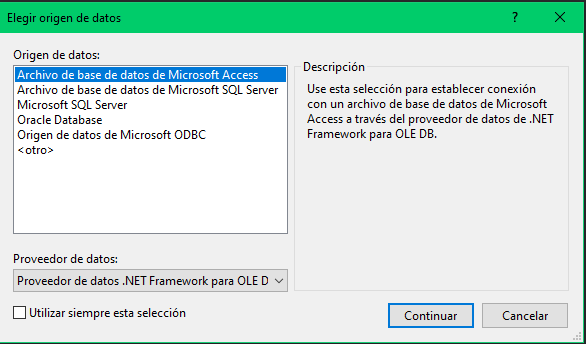 Elegir origen de datos
Origen de datos:
Archivo de base de datos de Microsoft Access
Archivo de base de datos de Microsoft SQL Server
Microsoft SQL Server
Oracle Database
Origen de datos de Microsoft ODBC
<otro>
Descripción
Use esta selección para establecer conexión
con un archivo de base de datos de Microsoft
Access a través del proveedor de datos de .NET
Framework para OLE DB.
Proveedor de datos:
Proveedor de datos .NET Framework para OLE D
Utilizar siempre esta selección
Continuar
Cancelar